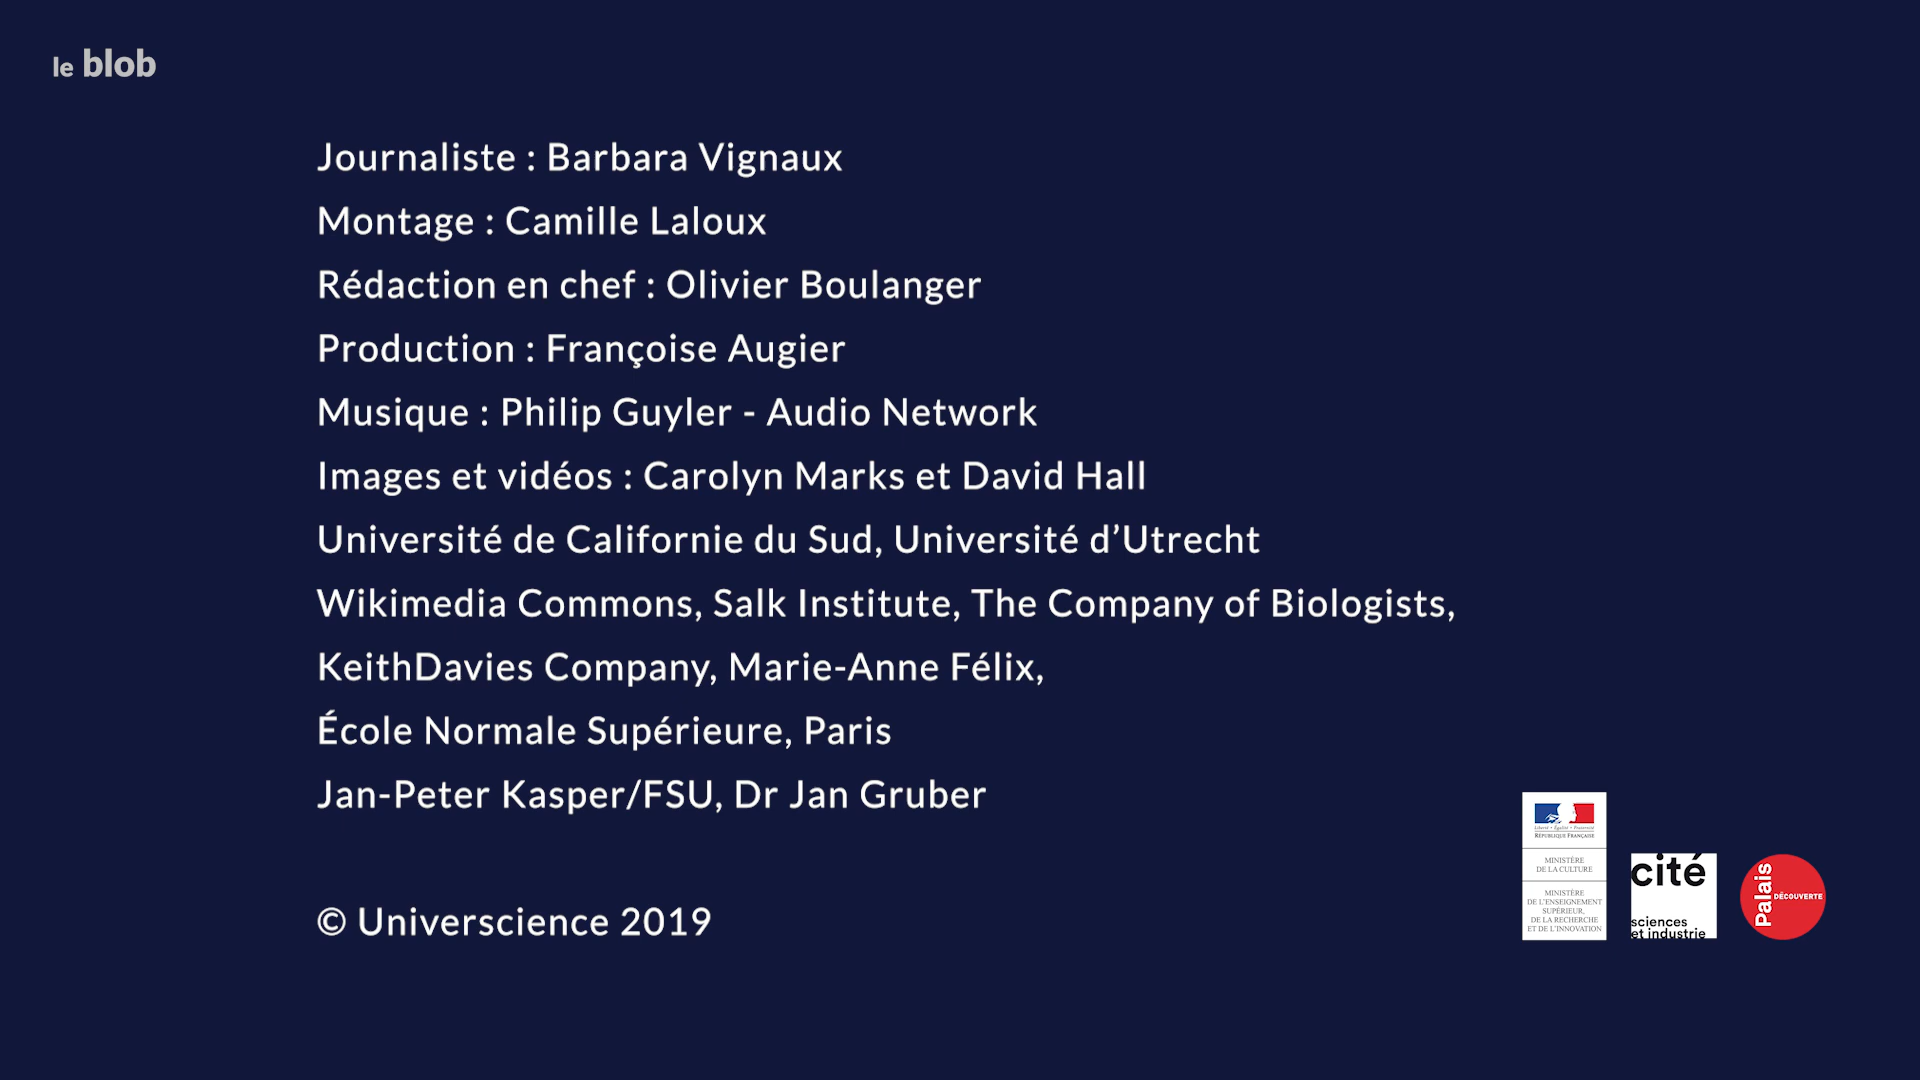 le blob
Journaliste : Barbara Vignaux
Montage : Camille Laloux
Rédaction en chef : Olivier Boulanger
Production : Françoise Augier
Musique : Philip Guyler - Audio Network
Images et vidéos : Carolyn Marks et David Hall
Université de Californie du Sud, Université d’Utrecht
Wikimedia Commons, Salk Institute, The Company of Biologists,
KeithDavies Company, Marie-Anne Félix,
École Normale Supérieure, Paris
Jan-Peter Kasper/FSU, Dr Jan Gruber
© Universcience 2019
Liberté • Égalité • Fraternité
RÉPUBLIQUE FRANÇAISE
MINISTÈRE
DE LA CULTURE
MINISTÈRE
DE L’ENSEIGNEMENT
SUPÉRIEUR,
DE LA RECHERCHE
ET DE L’INNOVATION
cité
sciences
et industrie
Palais
DÉCOUVERTE